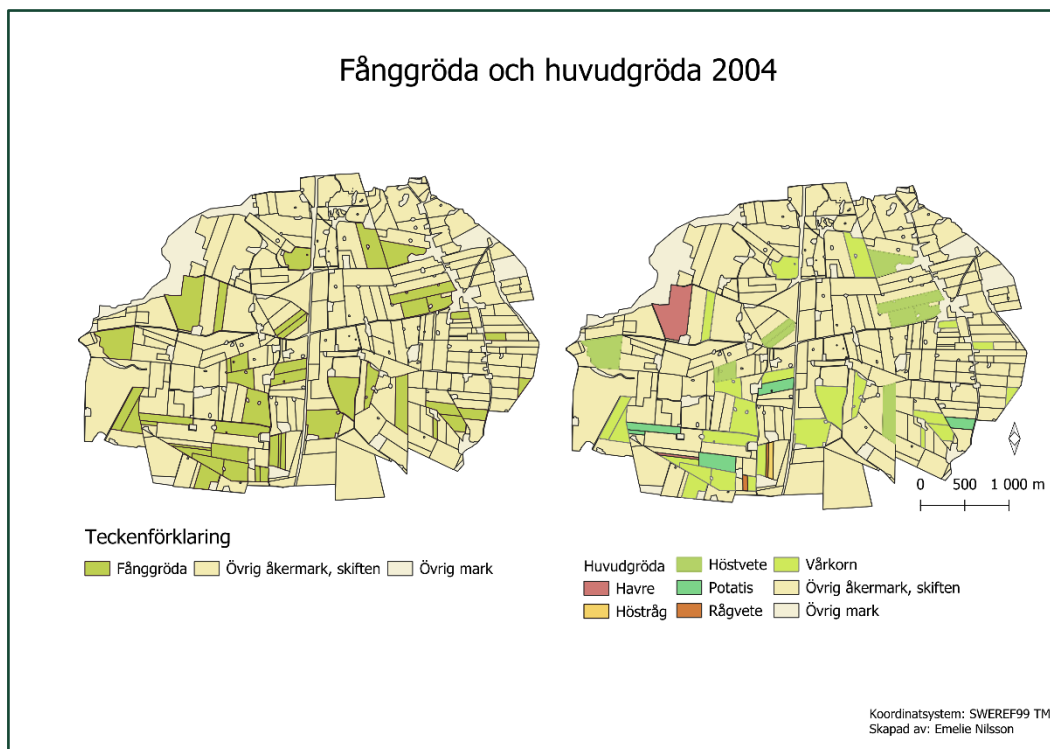 Fånggröda och huvudgröda 2004
Teckenförklaring
Fånggröda Övrig åkermark, skiften Övrig mark
Huvudgröda
Havre
Höstråg
Höstvete
Potatis
Rågvete
Vårkorn
Övrig åkermark, skiften
Övrig mark
0 500 1 000 m
Koordinatsystem: SWEREF99 TM
Skapad av: Emelie Nilsson